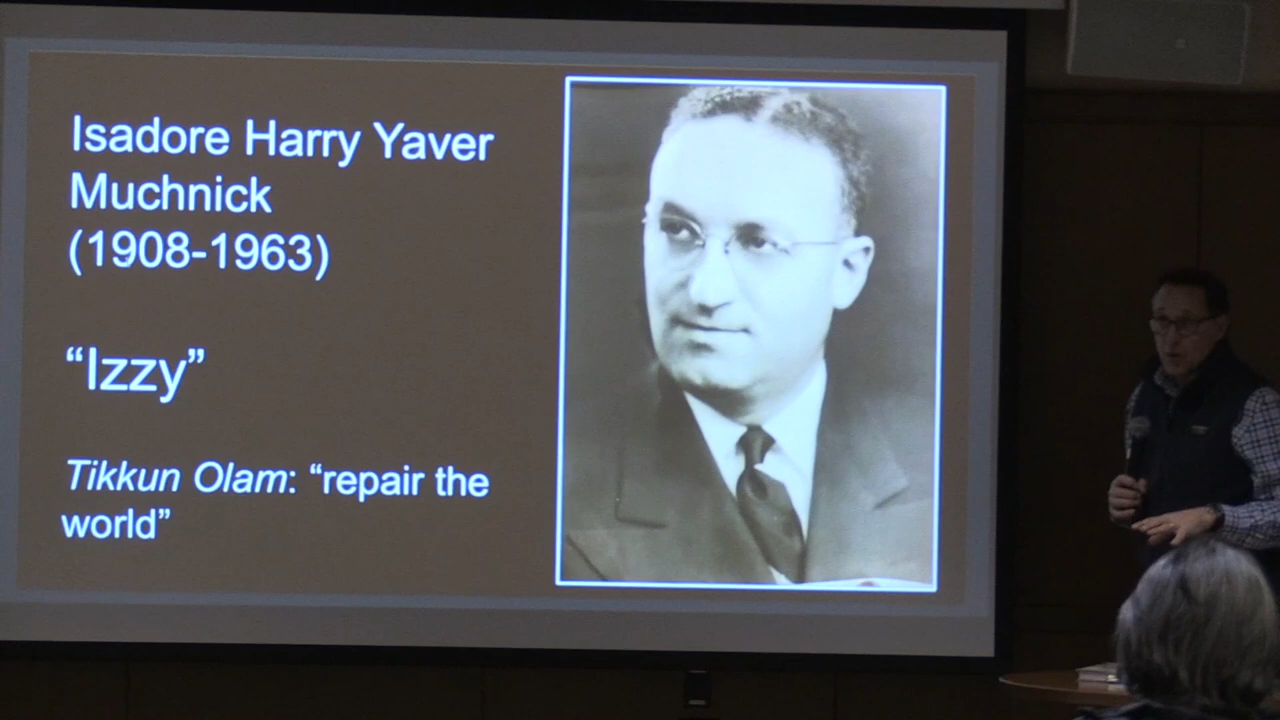 Isadore Harry Yaver
Muchnick
(1908-1963)
“Izzy”
Tikkun Olam: “repair the
world”